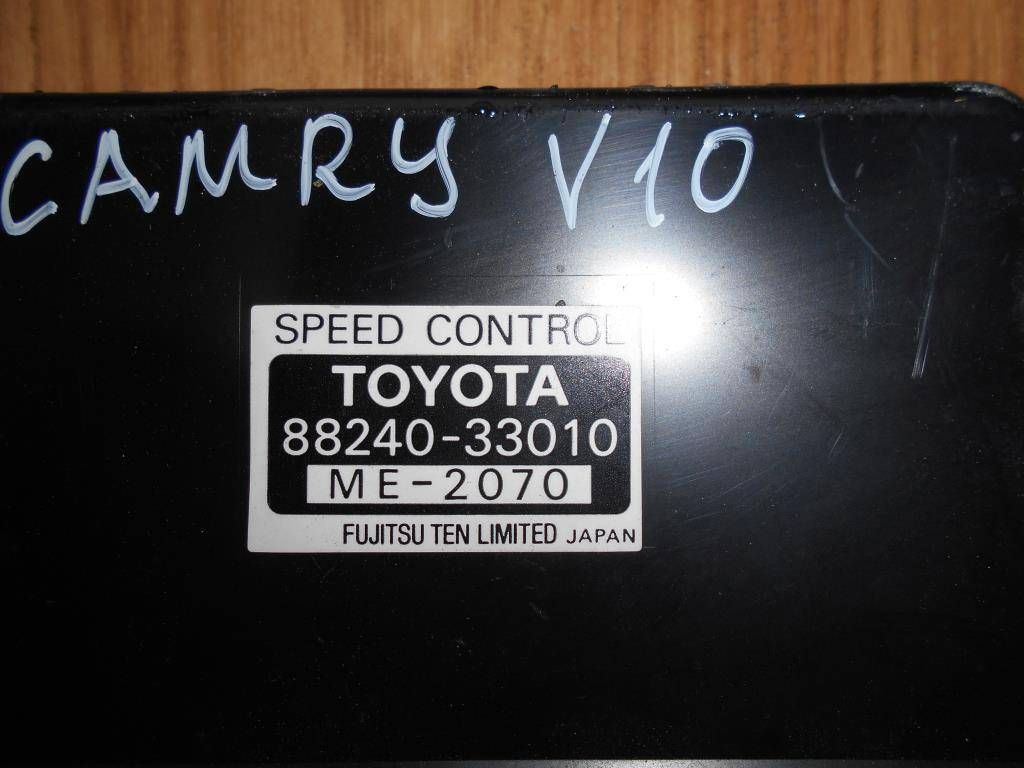 CAMRY V10
SPEED CONTROL
TOYOTA
88240-33010
ME-2070
FUJITSU TEN LIMITED JAPAN